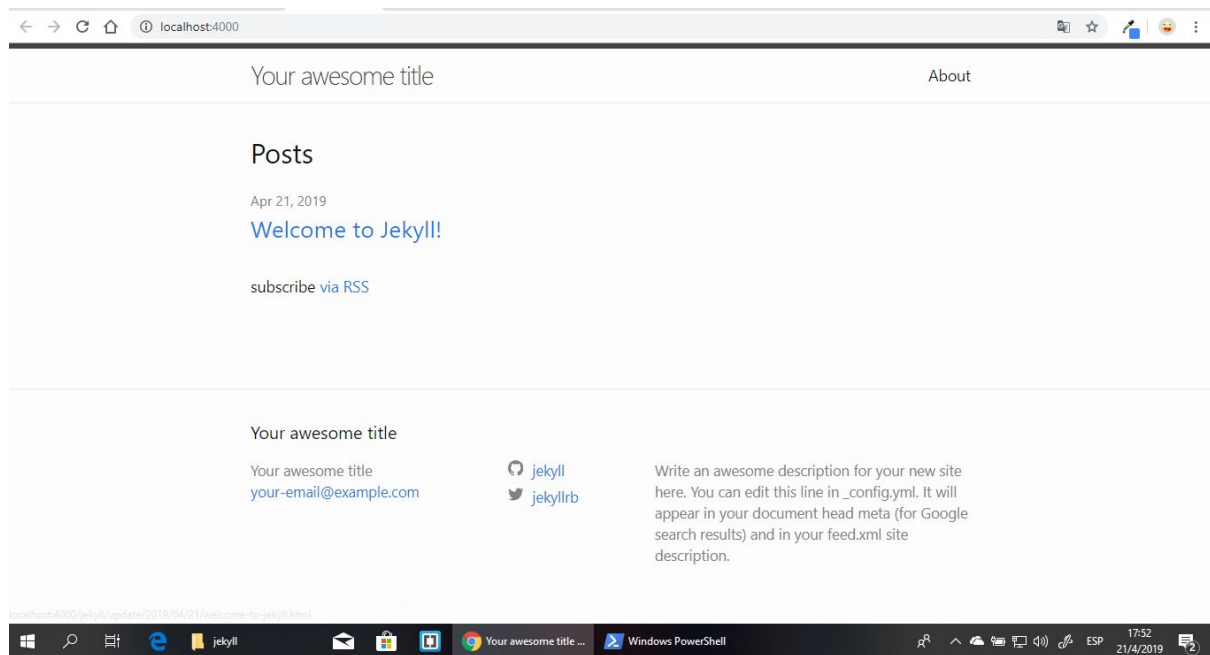 localhost:4000
Your awesome title
About
Posts
Apr 21, 2019
Welcome to Jekyll!
subscribe via RSS
Your awesome title
Your awesome title
your-email@example.com
jekyll
jekyllrb
Write an awesome description for your new site
here. You can edit this line in _config.yml. It will
appear in your document head meta (for Google
search results) and in your feed.xml site
description.
localhost:4000/jekyll/update/2019/04/21/welcome-to-jekyll.html
jekyll
Your awesome title ...
Windows PowerShell
ESP
17:52
21/4/2019
2